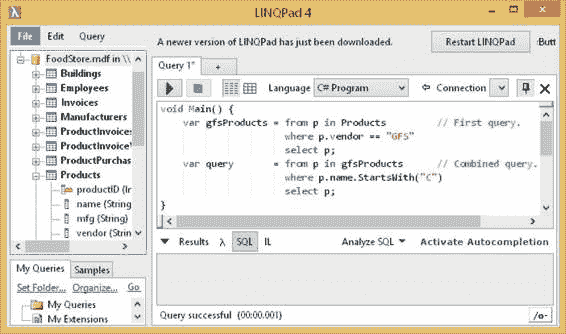 LINQPad 4
File Edit Query
A newer version of LINQPad has just been downloaded.
Restart LINQPad
Butt
FoodStore.mdf in
Buildings
Employees
Invoices
Manufacturers
ProductInvoices
ProductInvoice
ProductPurchas
Products
productID (Ir
name (String
mfg (String)
vendor (Strin
My Queries Samples
Set Folder... Organize... Go
My Queries
My Extensions
Query 1* +
Language C# Program Connection
void Main() {
var gfsProducts = from p in Products // First query.
where p.vendor == "GFS"
select p;
var query = from p in gfsProducts // Combined query.
where p.name.StartsWith("C")
select p;
}
Results λ SQL IL Analyze SQL Activate Autocompletion
Query successful (00:00.001)
/o-